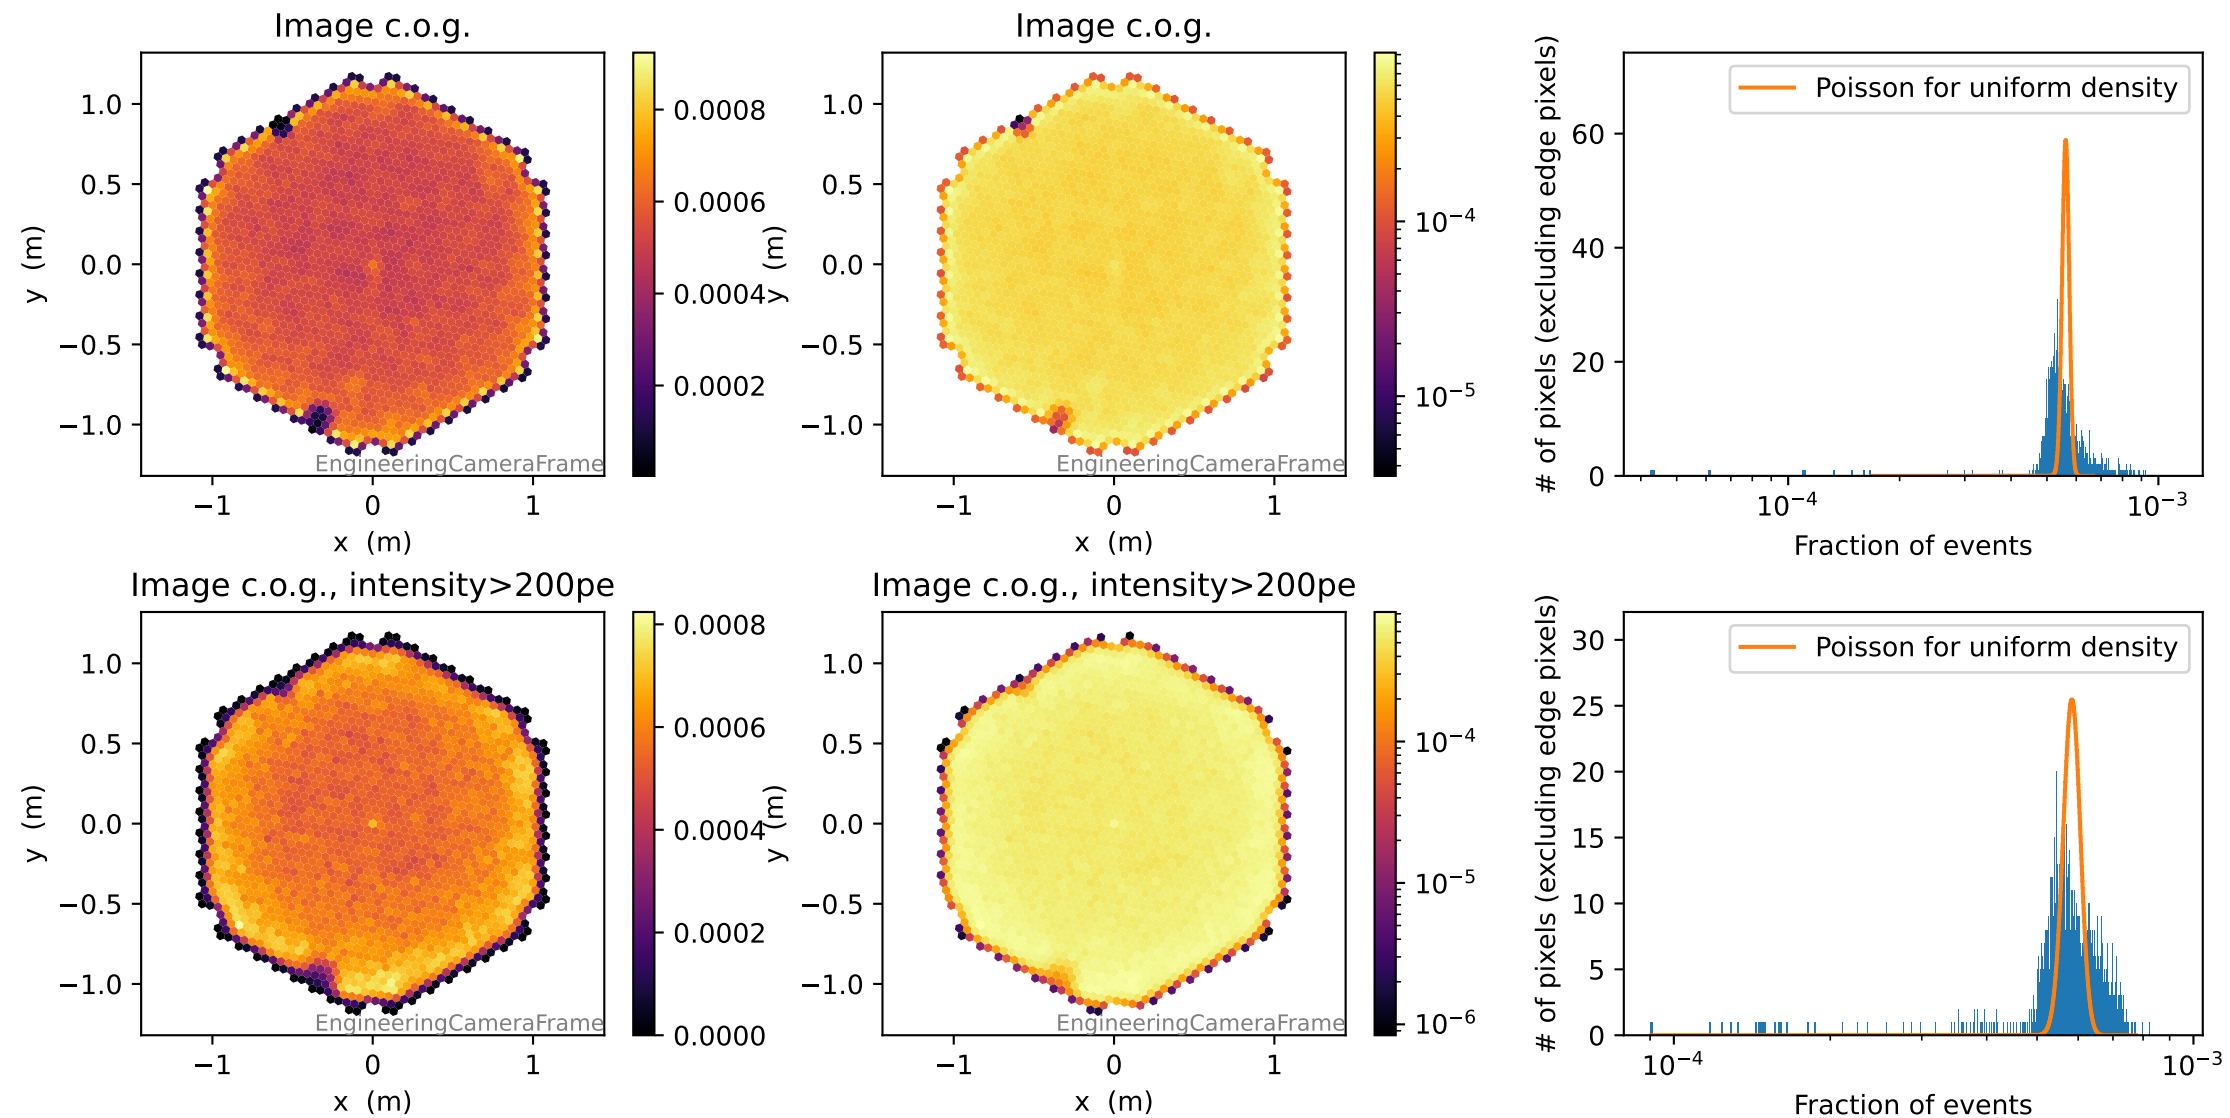 Image c.o.g.
1.0
0.5
0.0
−0.5
−1.0
y (m)
−1
0
1
x (m)
EngineeringCameraFrame
0.0008
0.0006
0.0004
0.0002
Image c.o.g.
1.0
0.5
0.0
−0.5
−1.0
y (m)
−1
0
1
x (m)
EngineeringCameraFrame
10⁻⁴
10⁻⁵
Poisson for uniform density
# of pixels (excluding edge pixels)
60
40
20
0
10⁻⁴
10⁻³
Fraction of events
Image c.o.g., intensity>200pe
1.0
0.5
0.0
−0.5
−1.0
y (m)
−1
0
1
x (m)
EngineeringCameraFrame
0.0008
0.0006
0.0004
0.0002
0.0000
Image c.o.g., intensity>200pe
1.0
0.5
0.0
−0.5
−1.0
y (m)
−1
0
1
x (m)
EngineeringCameraFrame
10⁻⁴
10⁻⁵
10⁻⁶
Poisson for uniform density
# of pixels (excluding edge pixels)
30
25
20
15
10
5
0
10⁻⁴
10⁻³
Fraction of events